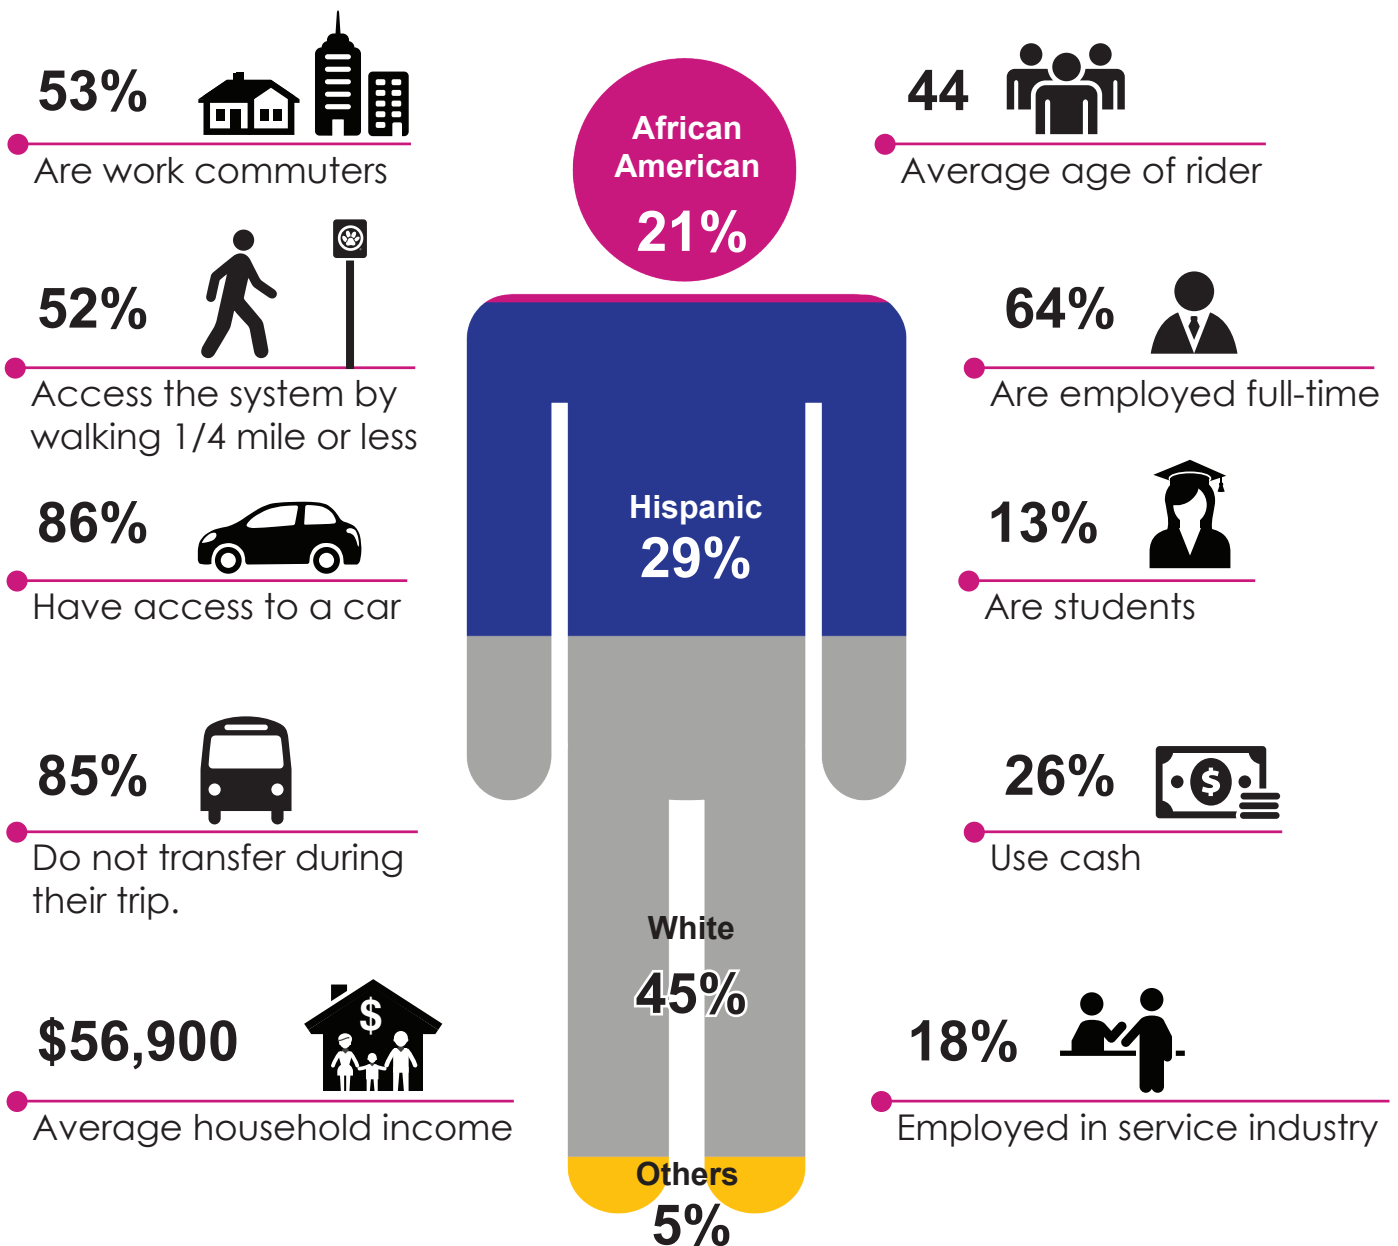 53%
Are work commuters
52%
Access the system by
walking 1/4 mile or less
86%
Have access to a car
85%
Do not transfer during
their trip.
$
$56,900
Average household income
African
American
21%
Hispanic
29%
White
45%
Others
5%
44
Average age of rider
64%
Are employed full-time
13%
Are students
$
26%
Use cash
18%
Employed in service industry